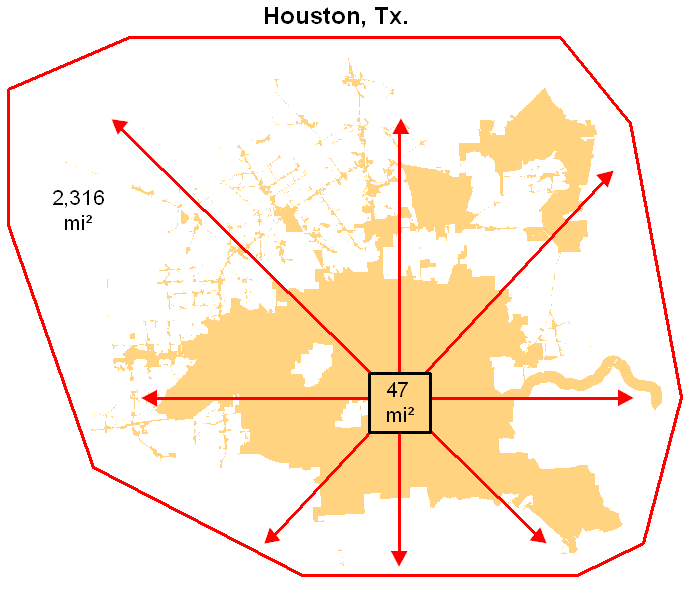 Houston, Tx.
2,316
mi²
47
mi²